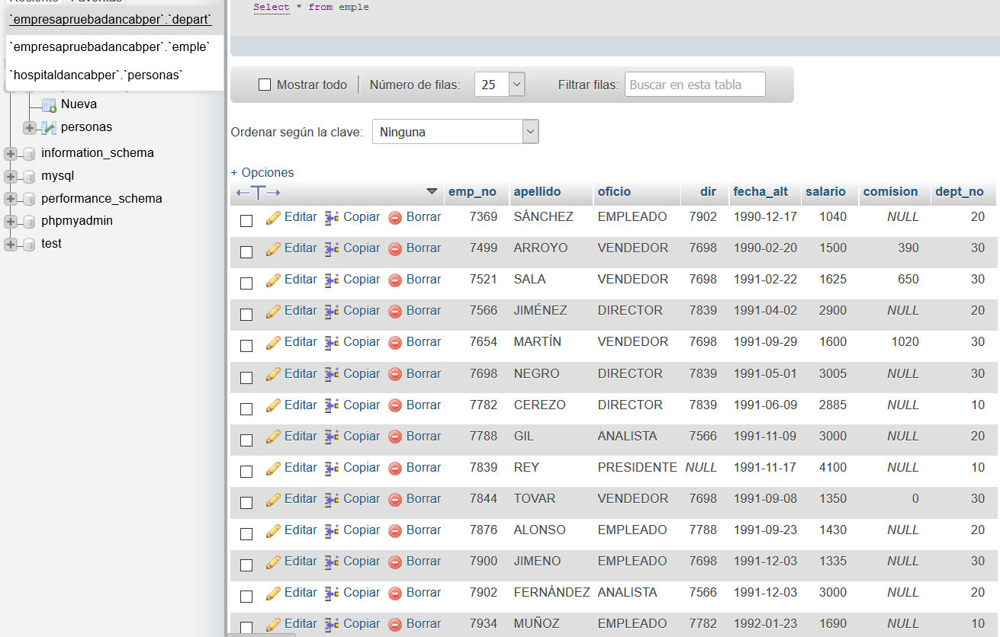 Reciente Favoritas
`empresapruebadancabper`.`depart`
`empresapruebadancabper`.`emple`
`hospitaldancabper`.`personas`
Nueva
personas
information_schema
mysql
performance_schema
phpmyadmin
test
Select * from emple
Mostrar todo Número de filas: 25 Filtrar filas: Buscar en esta tabla
Ordenar según la clave: Ninguna
+ Opciones
←T→ emp_no apellido oficio dir fecha_alt salario comision dept_no
Editar Copiar Borrar 7369 SÁNCHEZ EMPLEADO 7902 1990-12-17 1040 NULL 20
Editar Copiar Borrar 7499 ARROYO VENDEDOR 7698 1990-02-20 1500 390 30
Editar Copiar Borrar 7521 SALA VENDEDOR 7698 1991-02-22 1625 650 30
Editar Copiar Borrar 7566 JIMÉNEZ DIRECTOR 7839 1991-04-02 2900 NULL 20
Editar Copiar Borrar 7654 MARTÍN VENDEDOR 7698 1991-09-29 1600 1020 30
Editar Copiar Borrar 7698 NEGRO DIRECTOR 7839 1991-05-01 3005 NULL 30
Editar Copiar Borrar 7782 CEREZO DIRECTOR 7839 1991-06-09 2885 NULL 10
Editar Copiar Borrar 7788 GIL ANALISTA 7566 1991-11-09 3000 NULL 20
Editar Copiar Borrar 7839 REY PRESIDENTE NULL 1991-11-17 4100 NULL 10
Editar Copiar Borrar 7844 TOVAR VENDEDOR 7698 1991-09-08 1350 0 30
Editar Copiar Borrar 7876 ALONSO EMPLEADO 7788 1991-09-23 1430 NULL 20
Editar Copiar Borrar 7900 JIMENO EMPLEADO 7698 1991-12-03 1335 NULL 30
Editar Copiar Borrar 7902 FERNÁNDEZ ANALISTA 7566 1991-12-03 3000 NULL 20
Editar Copiar Borrar 7934 MUÑOZ EMPLEADO 7782 1992-01-23 1690 NULL 10